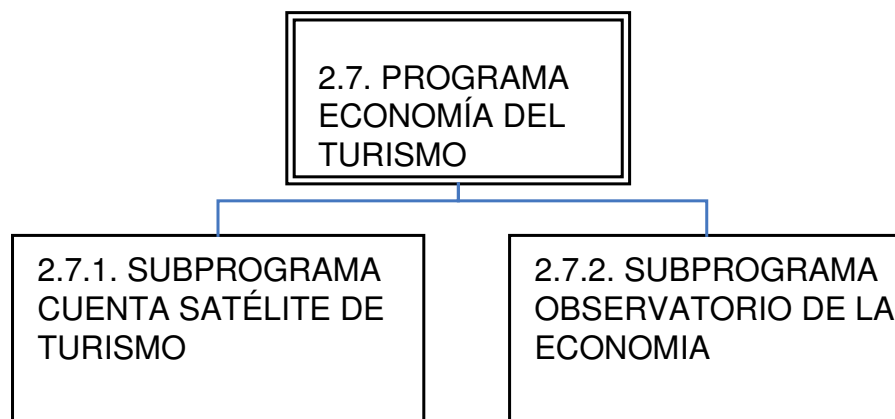 2.7. PROGRAMA
ECONOMÍA DEL
TURISMO
2.7.1. SUBPROGRAMA
CUENTA SATÉLITE DE
TURISMO
2.7.2. SUBPROGRAMA
OBSERVATORIO DE LA
ECONOMIA